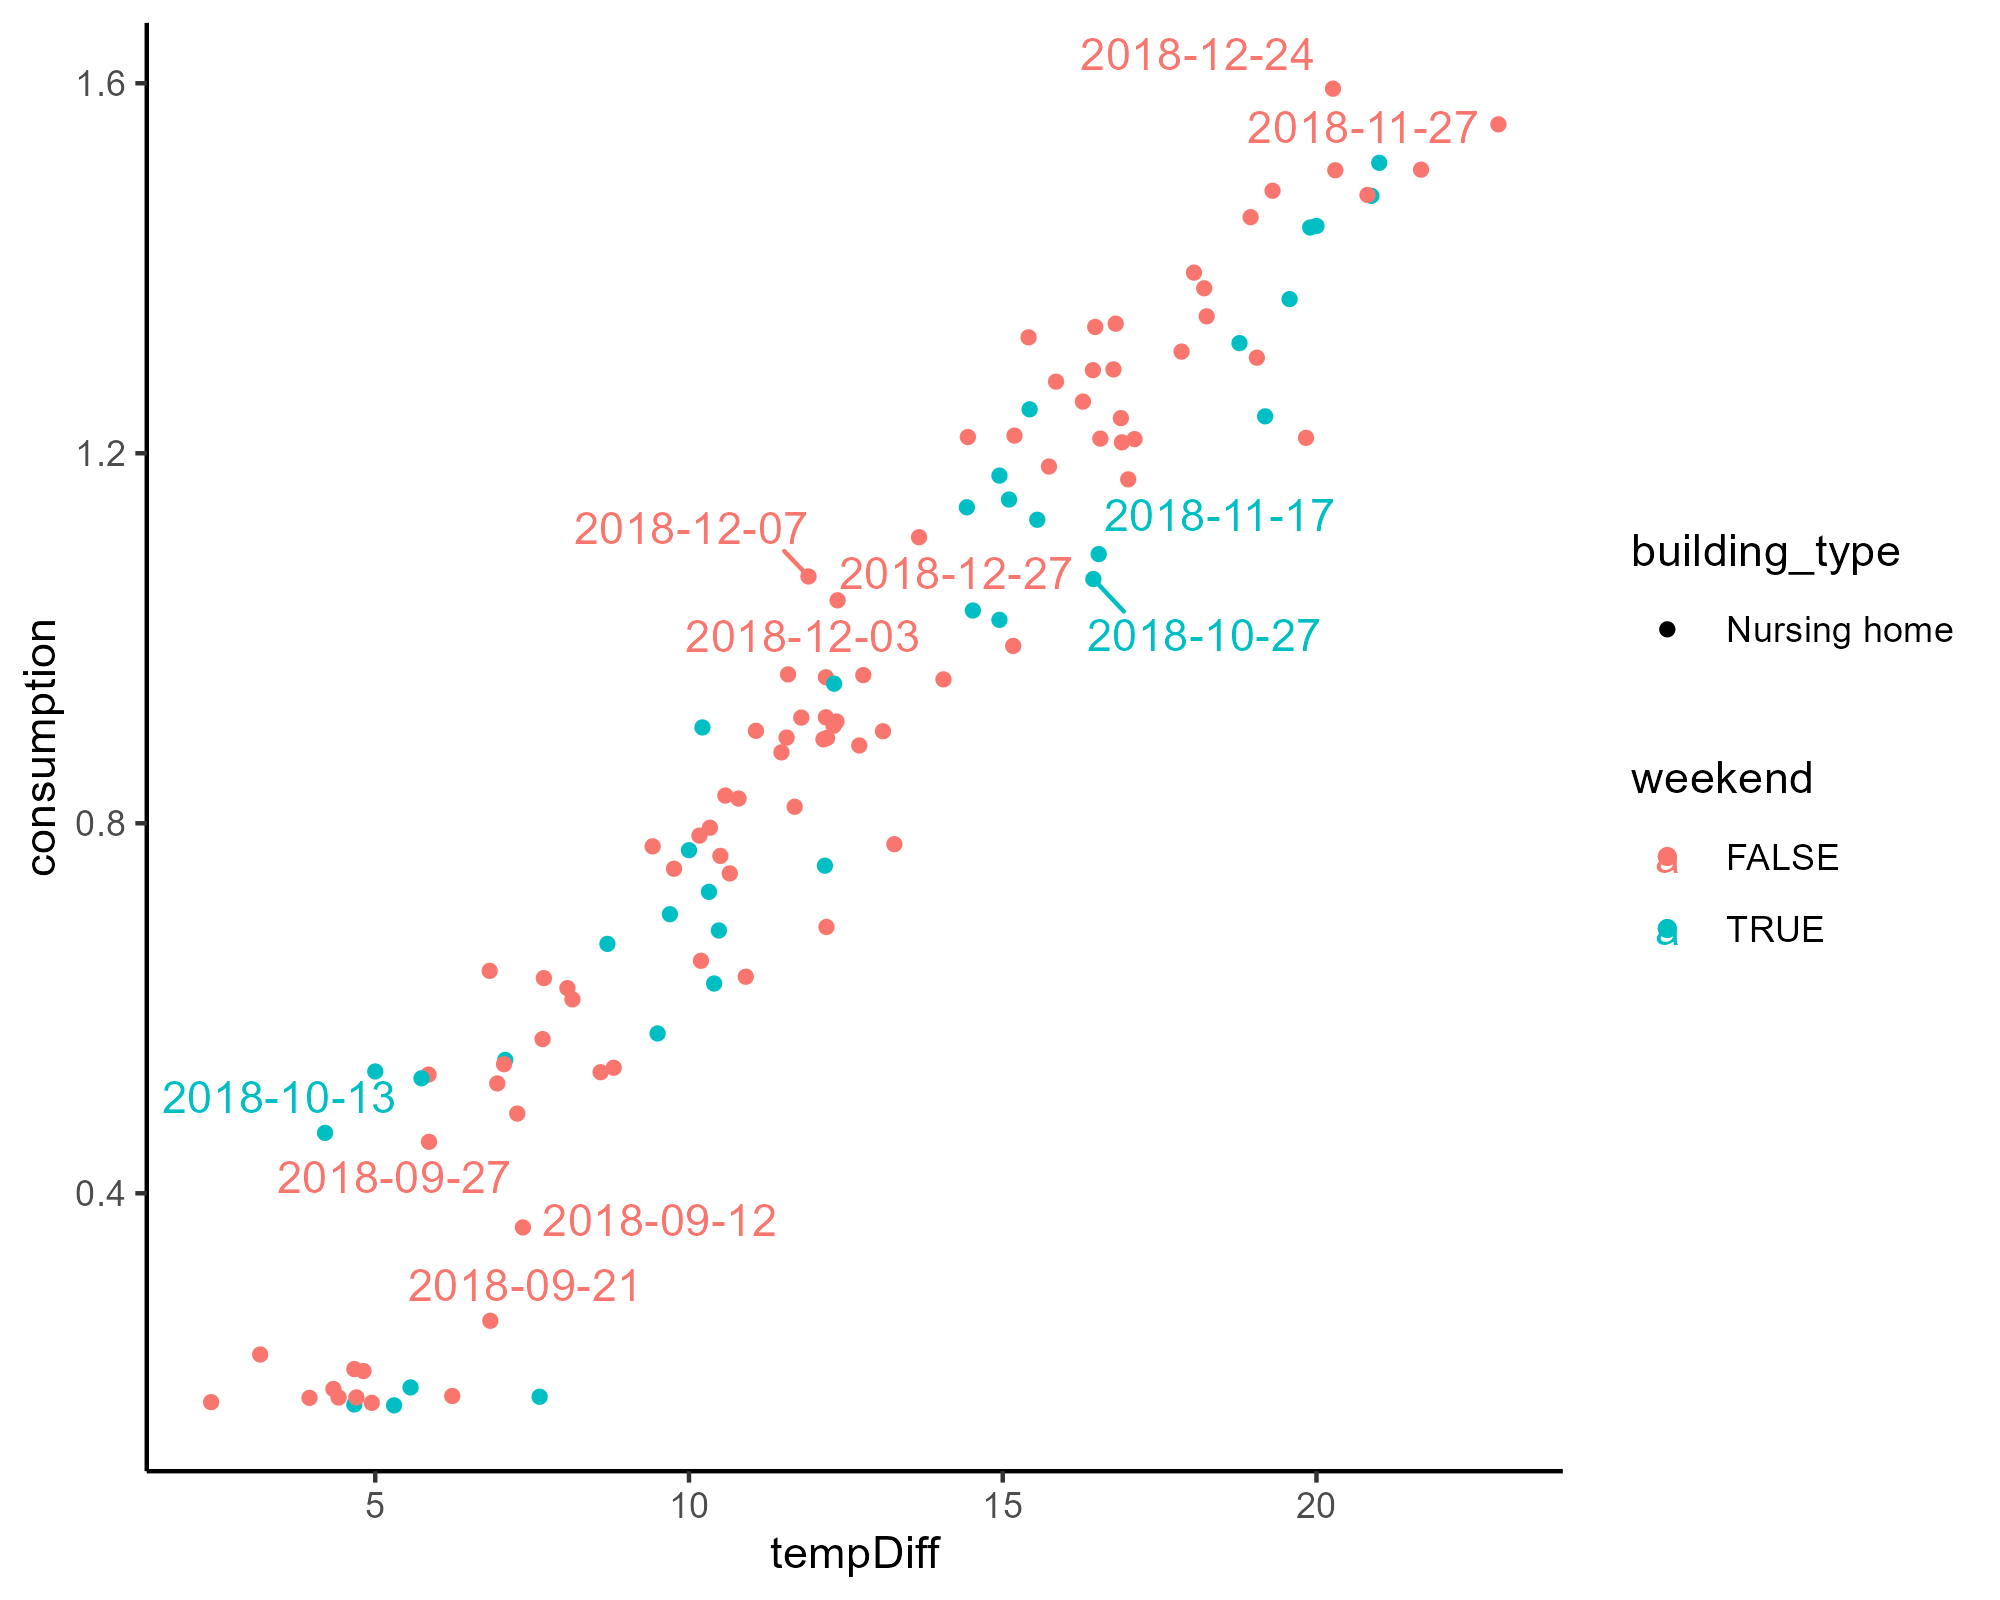 2018-12-24
1.6
2018-11-27
1.2
2018-11-17
2018-12-07
2018-12-27
2018-12-03
2018-10-27
0.8
2018-10-13
2018-09-27
0.4
2018-09-12
2018-09-21
consumption
5
10
15
20
tempDiff
building_type
Nursing home
weekend
a FALSE
a TRUE